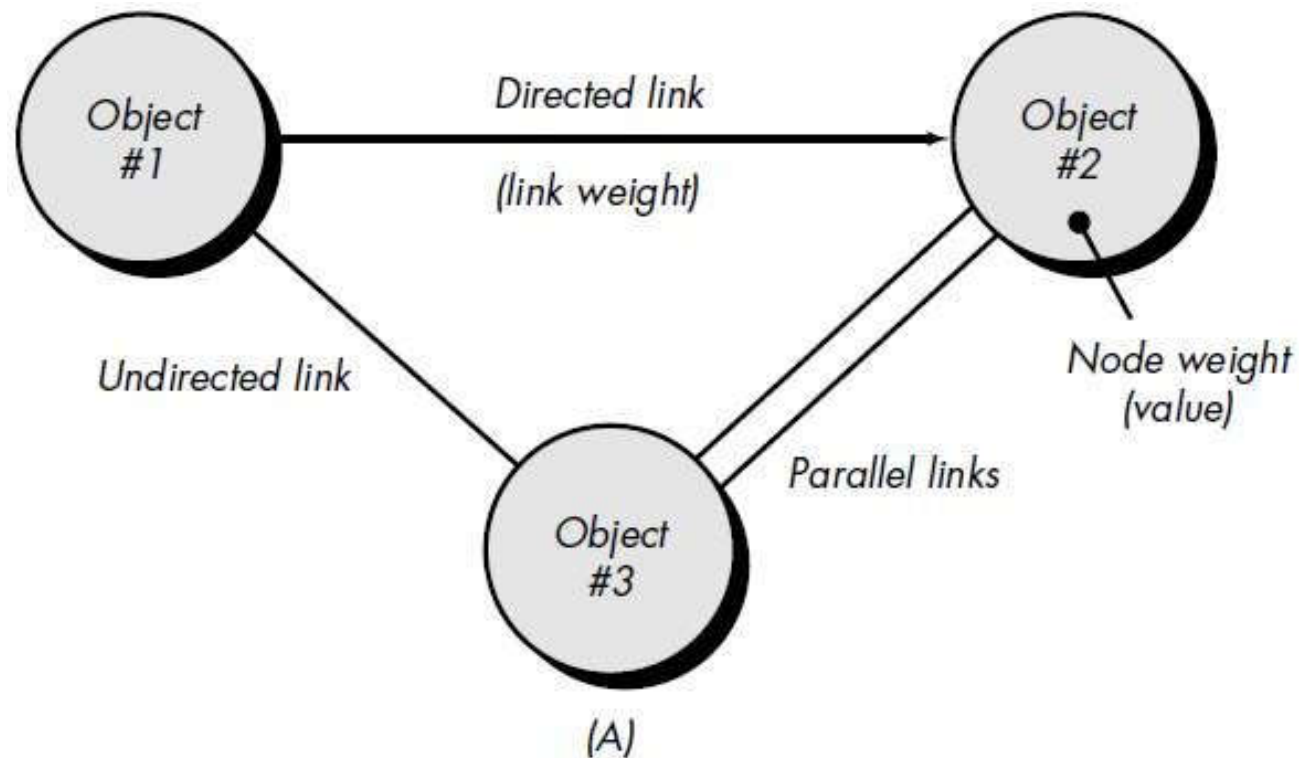 Object
#1
Directed link
(link weight)
Object
#2
Undirected link
Node weight
(value)
Parallel links
Object
#3
(A)